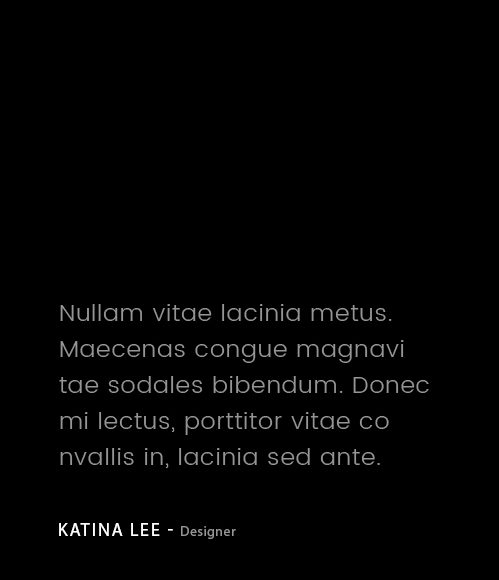 Nullam vitae lacinia metus.
Maecenas congue magnavi
tae sodales bibendum. Donec
mi lectus, porttitor vitae co
nvallis in, lacinia sed ante.
KATINA LEE - Designer